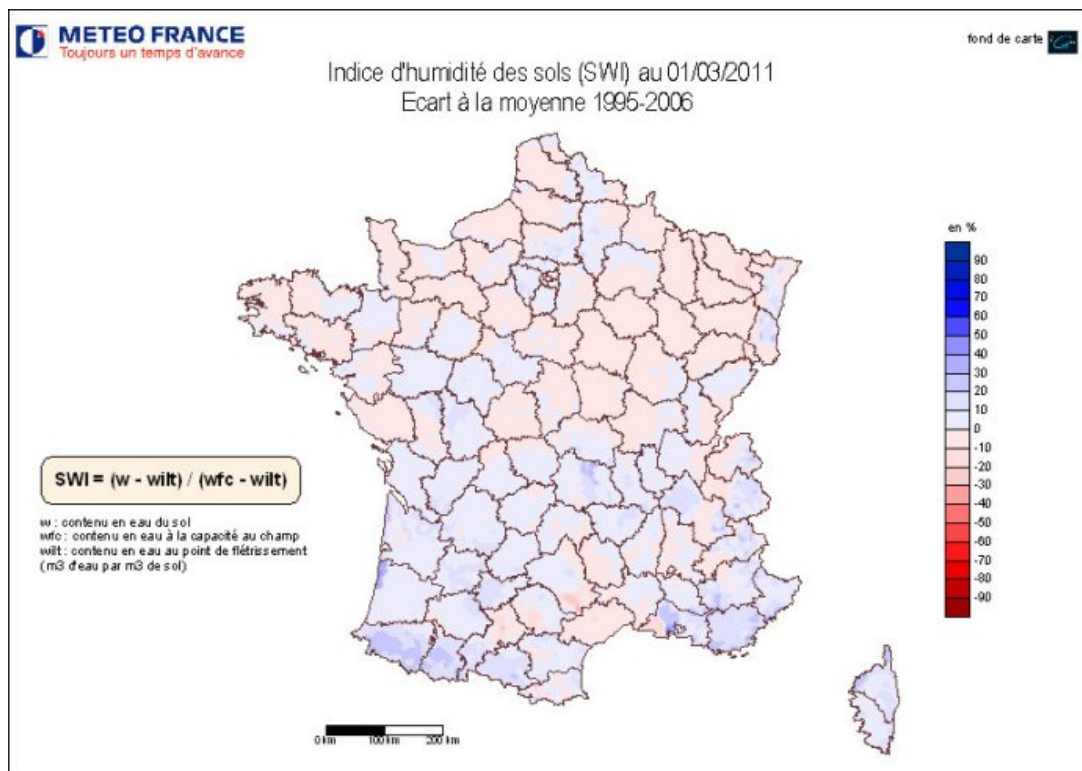 METEO FRANCE
Toujours un temps d'avance
fond de carte
Indice d'humidité des sols (SWI) au 01/03/2011
Ecart à la moyenne 1995-2006
en %
90
80
70
60
50
40
30
20
10
0
-10
-20
-30
-40
-50
-60
-70
-80
-90
SWI = (w - wilt) / (wfc - wilt)
w : contenu en eau du sol
wfc : contenu en eau à la capacité au champ
wilt : contenu en eau au point de flétrissement
(m3 d'eau par m3 de sol)
0 km 100 km 200 km